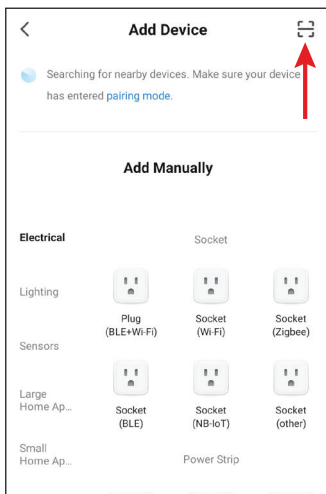 Add Device
Searching for nearby devices. Make sure your device
has entered pairing mode.
Add Manually
Electrical
Socket
Lighting
Plug
(BLE+Wi-Fi)
Socket
(Wi-Fi)
Socket
(Zigbee)
Sensors
Large
Home Ap...
Socket
(BLE)
Socket
(NB-IoT)
Socket
(other)
Small
Home Ap...
Power Strip